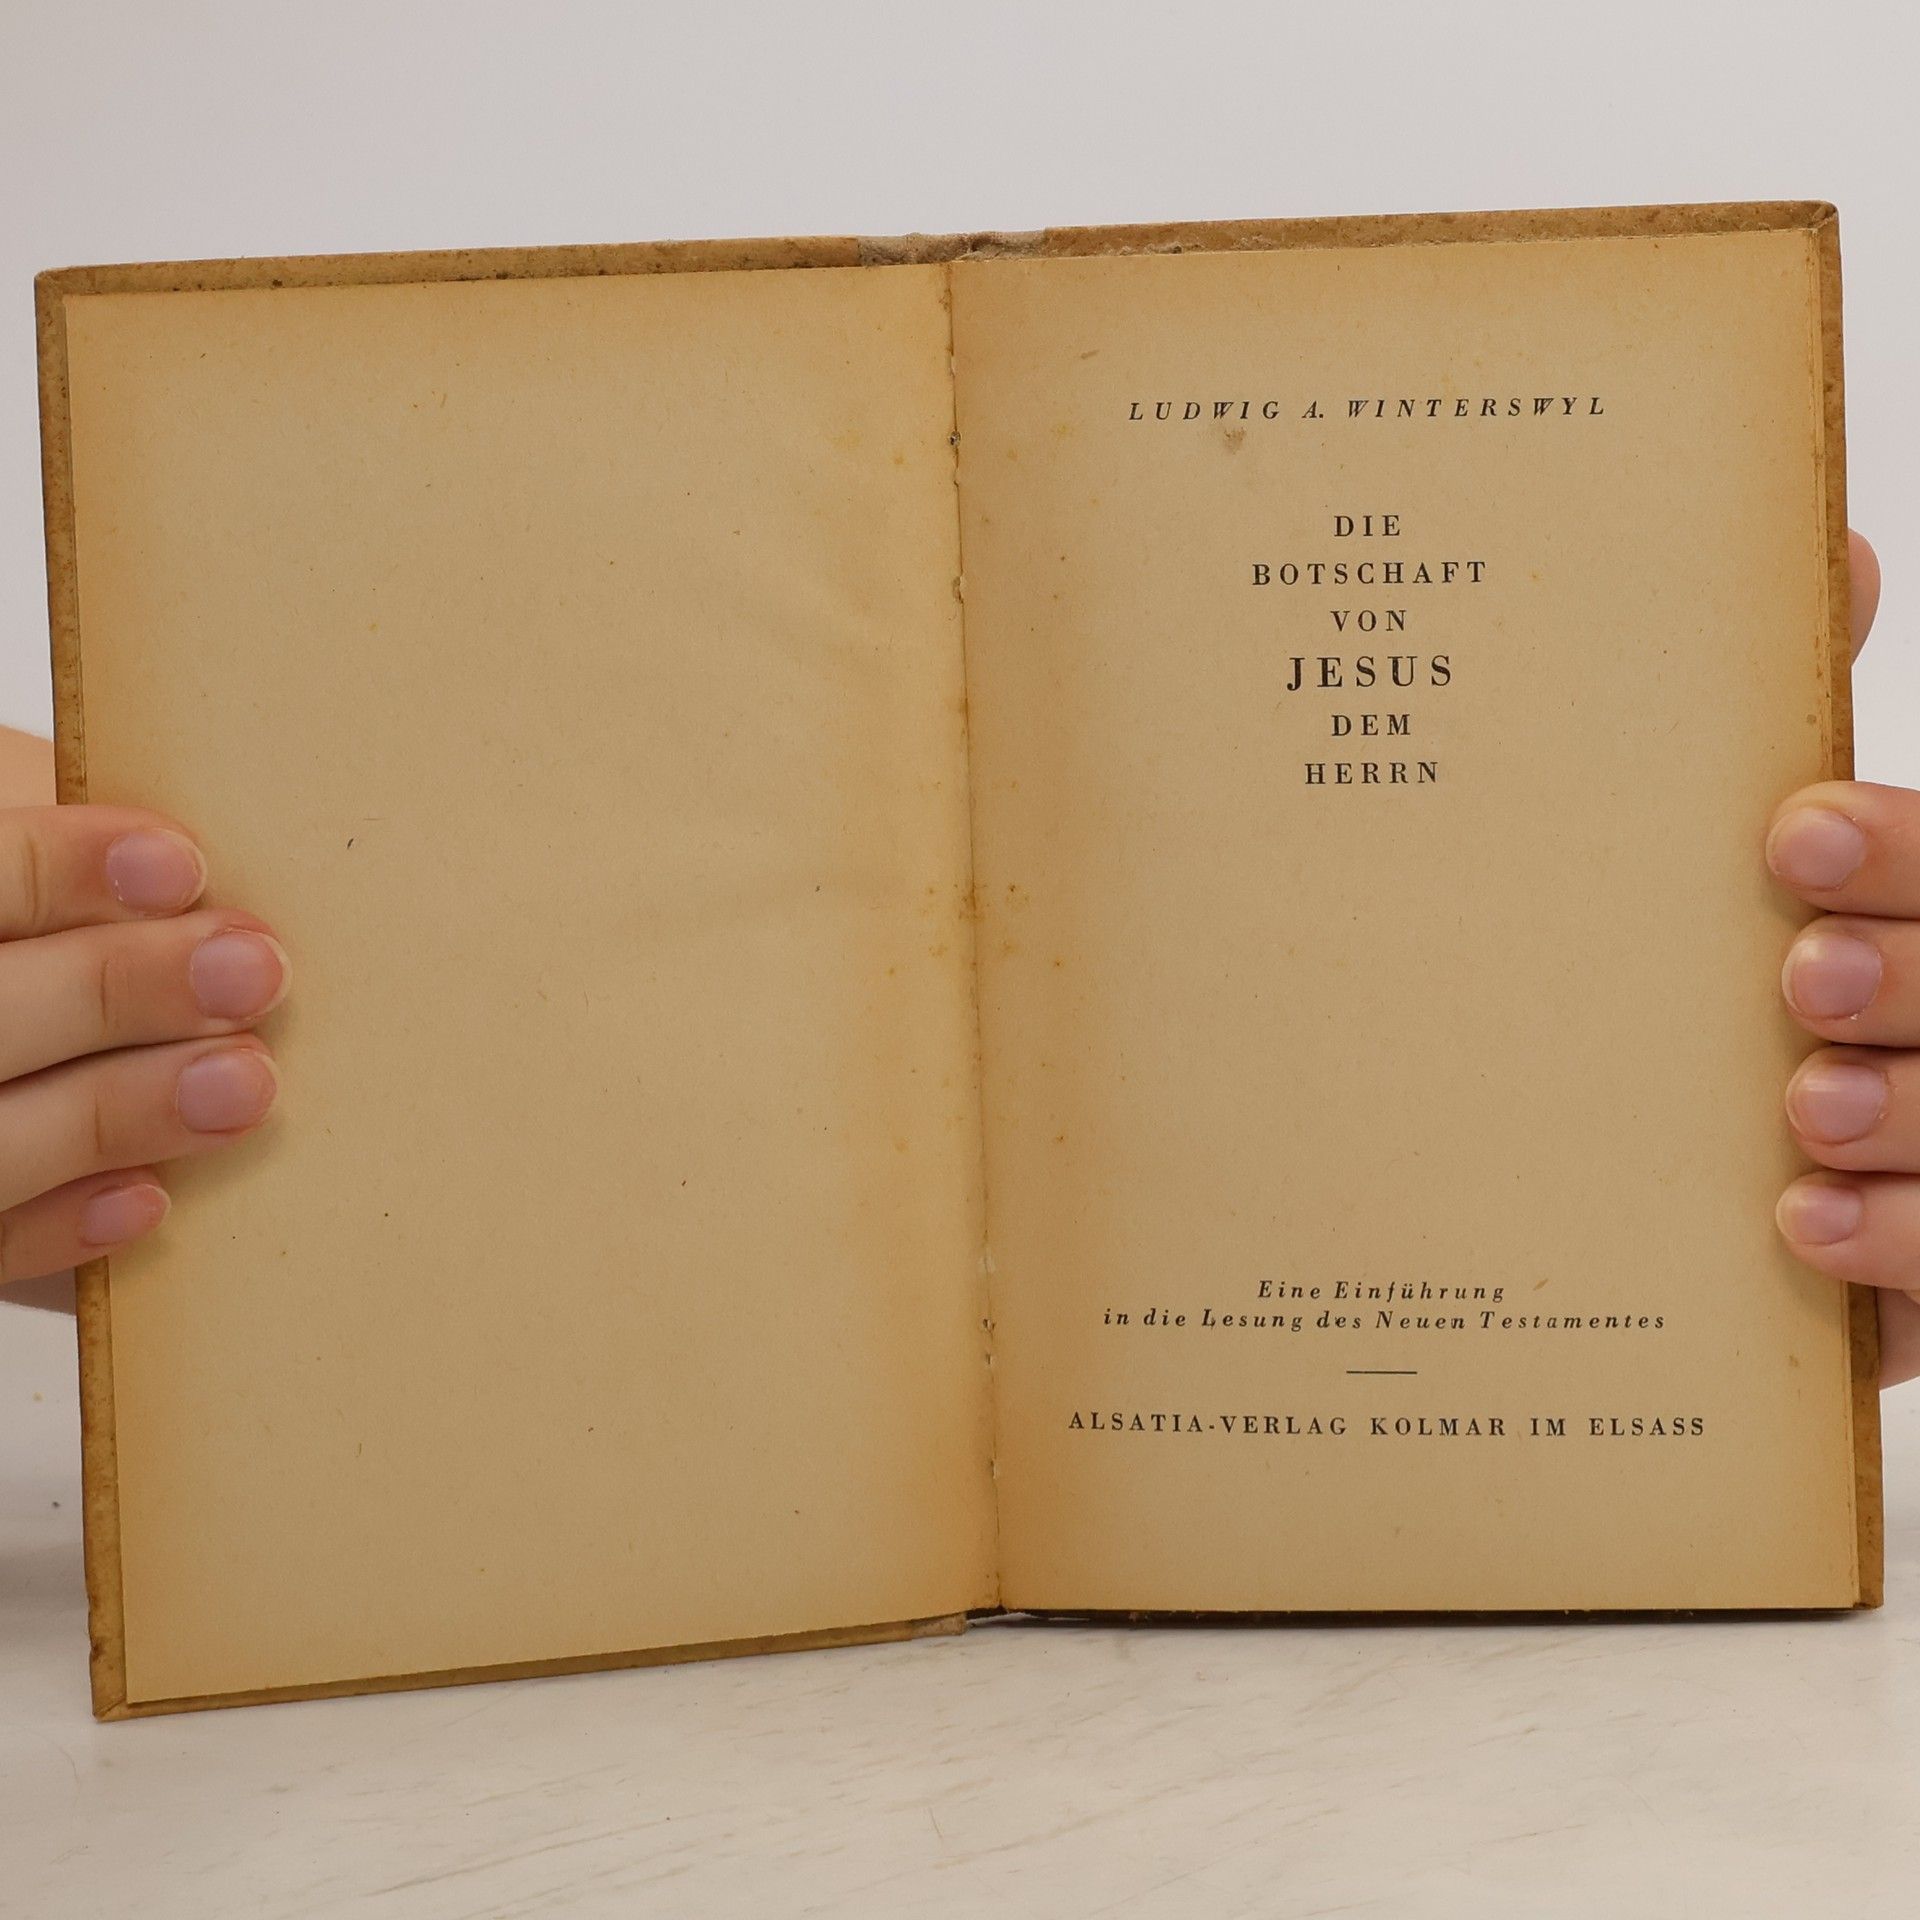 LUDWIG A. WINTERSWYL
DIE
BOTSCHAFT
VON
JESUS
DEM
HERRN
Eine Einführung
in die Lesung des Neuen Testamentes
ALSATIA-VERLAG KOLMAR IM ELSASS